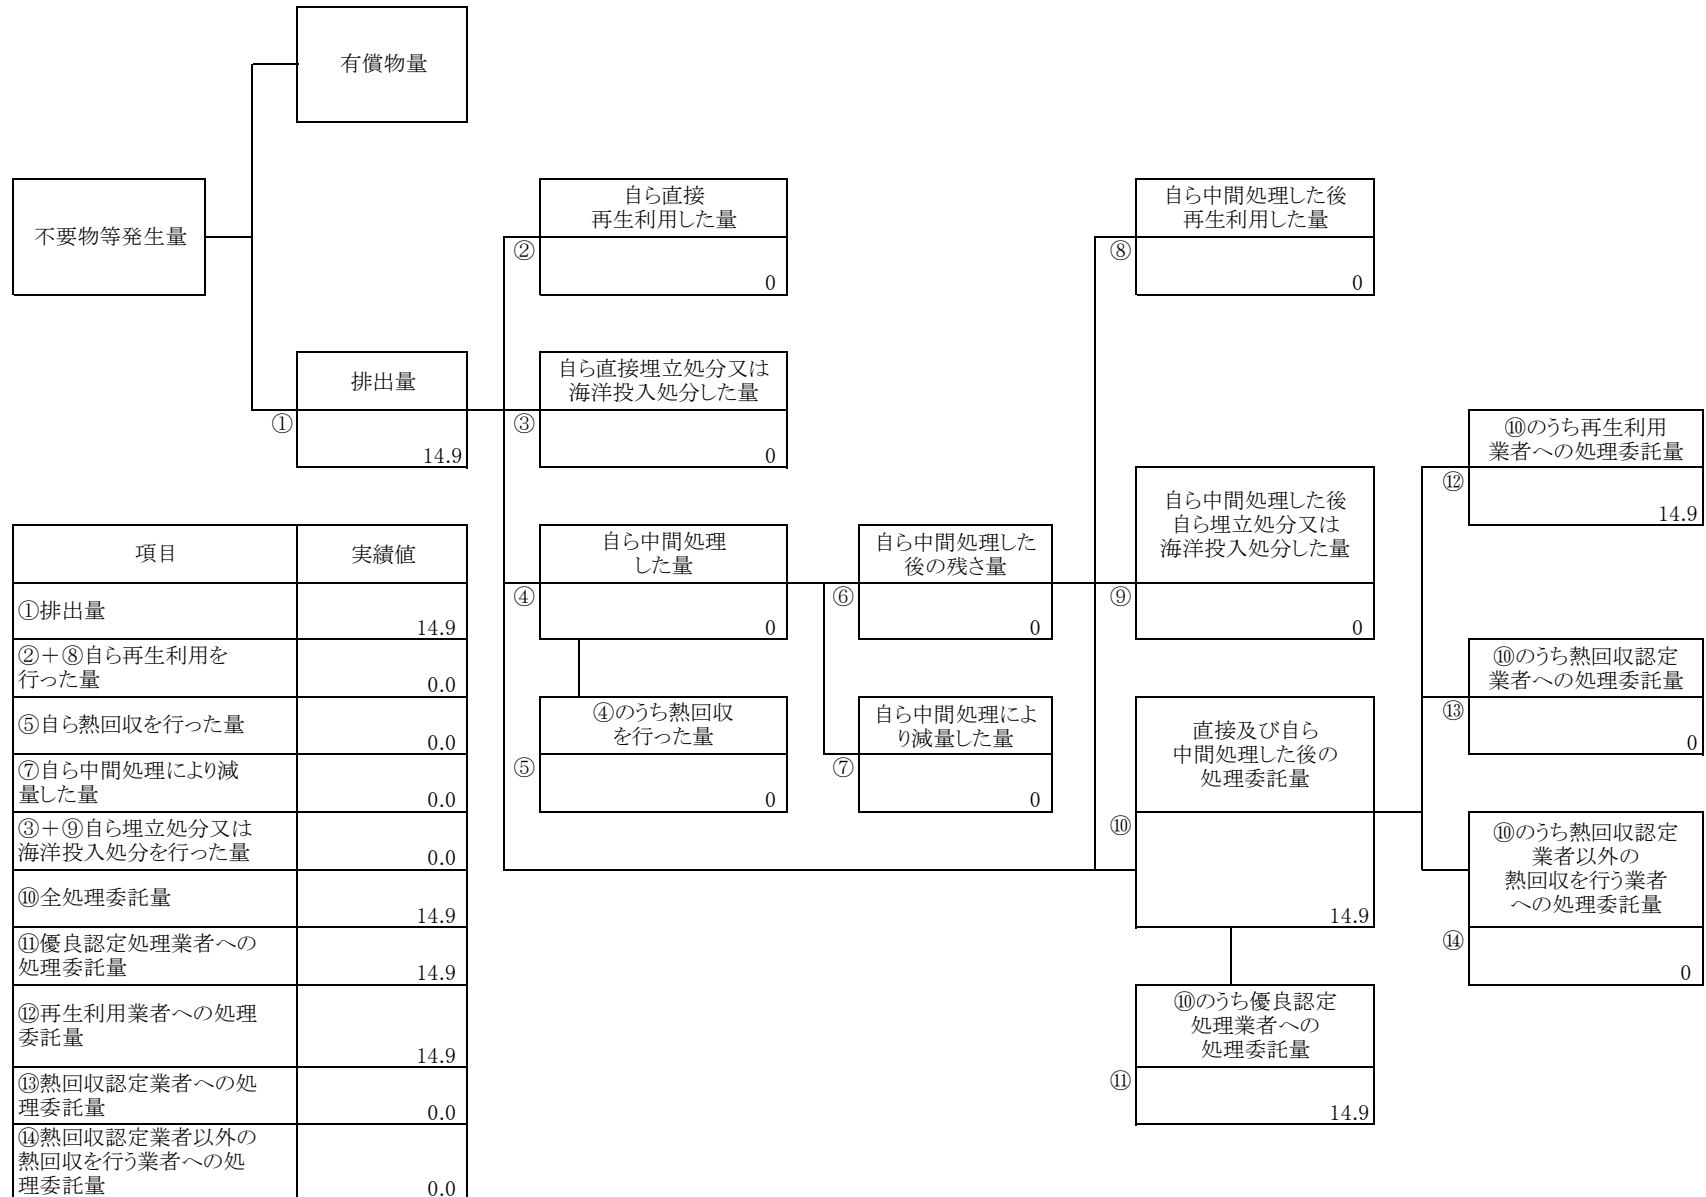 有償物量
不要物等発生量
自ら直接
再生利用した量
②
0
自ら中間処理した後
再生利用した量
⑧
0
排出量
①
14.9
自ら直接埋立処分又は
海洋投入処分した量
③
0
⑩のうち再生利用
業者への処理委託量
⑫
14.9
自ら中間処理
した量
④
0
自ら中間処理した
後の残さ量
⑥
0
自ら中間処理した後
自ら埋立処分又は
海洋投入処分した量
⑨
0
⑩のうち熱回収認定
業者への処理委託量
⑬
0
④のうち熱回収
を行った量
⑤
0
自ら中間処理によ
り減量した量
⑦
0
直接及び自ら
中間処理した後の
処理委託量
⑩
14.9
⑩のうち熱回収認定
業者以外の
熱回収を行う業者
への処理委託量
⑭
0
⑩のうち優良認定
処理業者への
処理委託量
⑪
14.9
項目 実績値
①排出量
14.9
②+⑧自ら再生利用を
行った量
0.0
⑤自ら熱回収を行った量
0.0
⑦自ら中間処理により減
量した量
0.0
③+⑨自ら埋立処分又は
海洋投入処分を行った量
0.0
⑩全処理委託量
14.9
⑪優良認定処理業者への
処理委託量
14.9
⑫再生利用業者への処理
委託量
14.9
⑬熱回収認定業者への処
理委託量
0.0
⑭熱回収認定業者以外の
熱回収を行う業者への処
理委託量
0.0